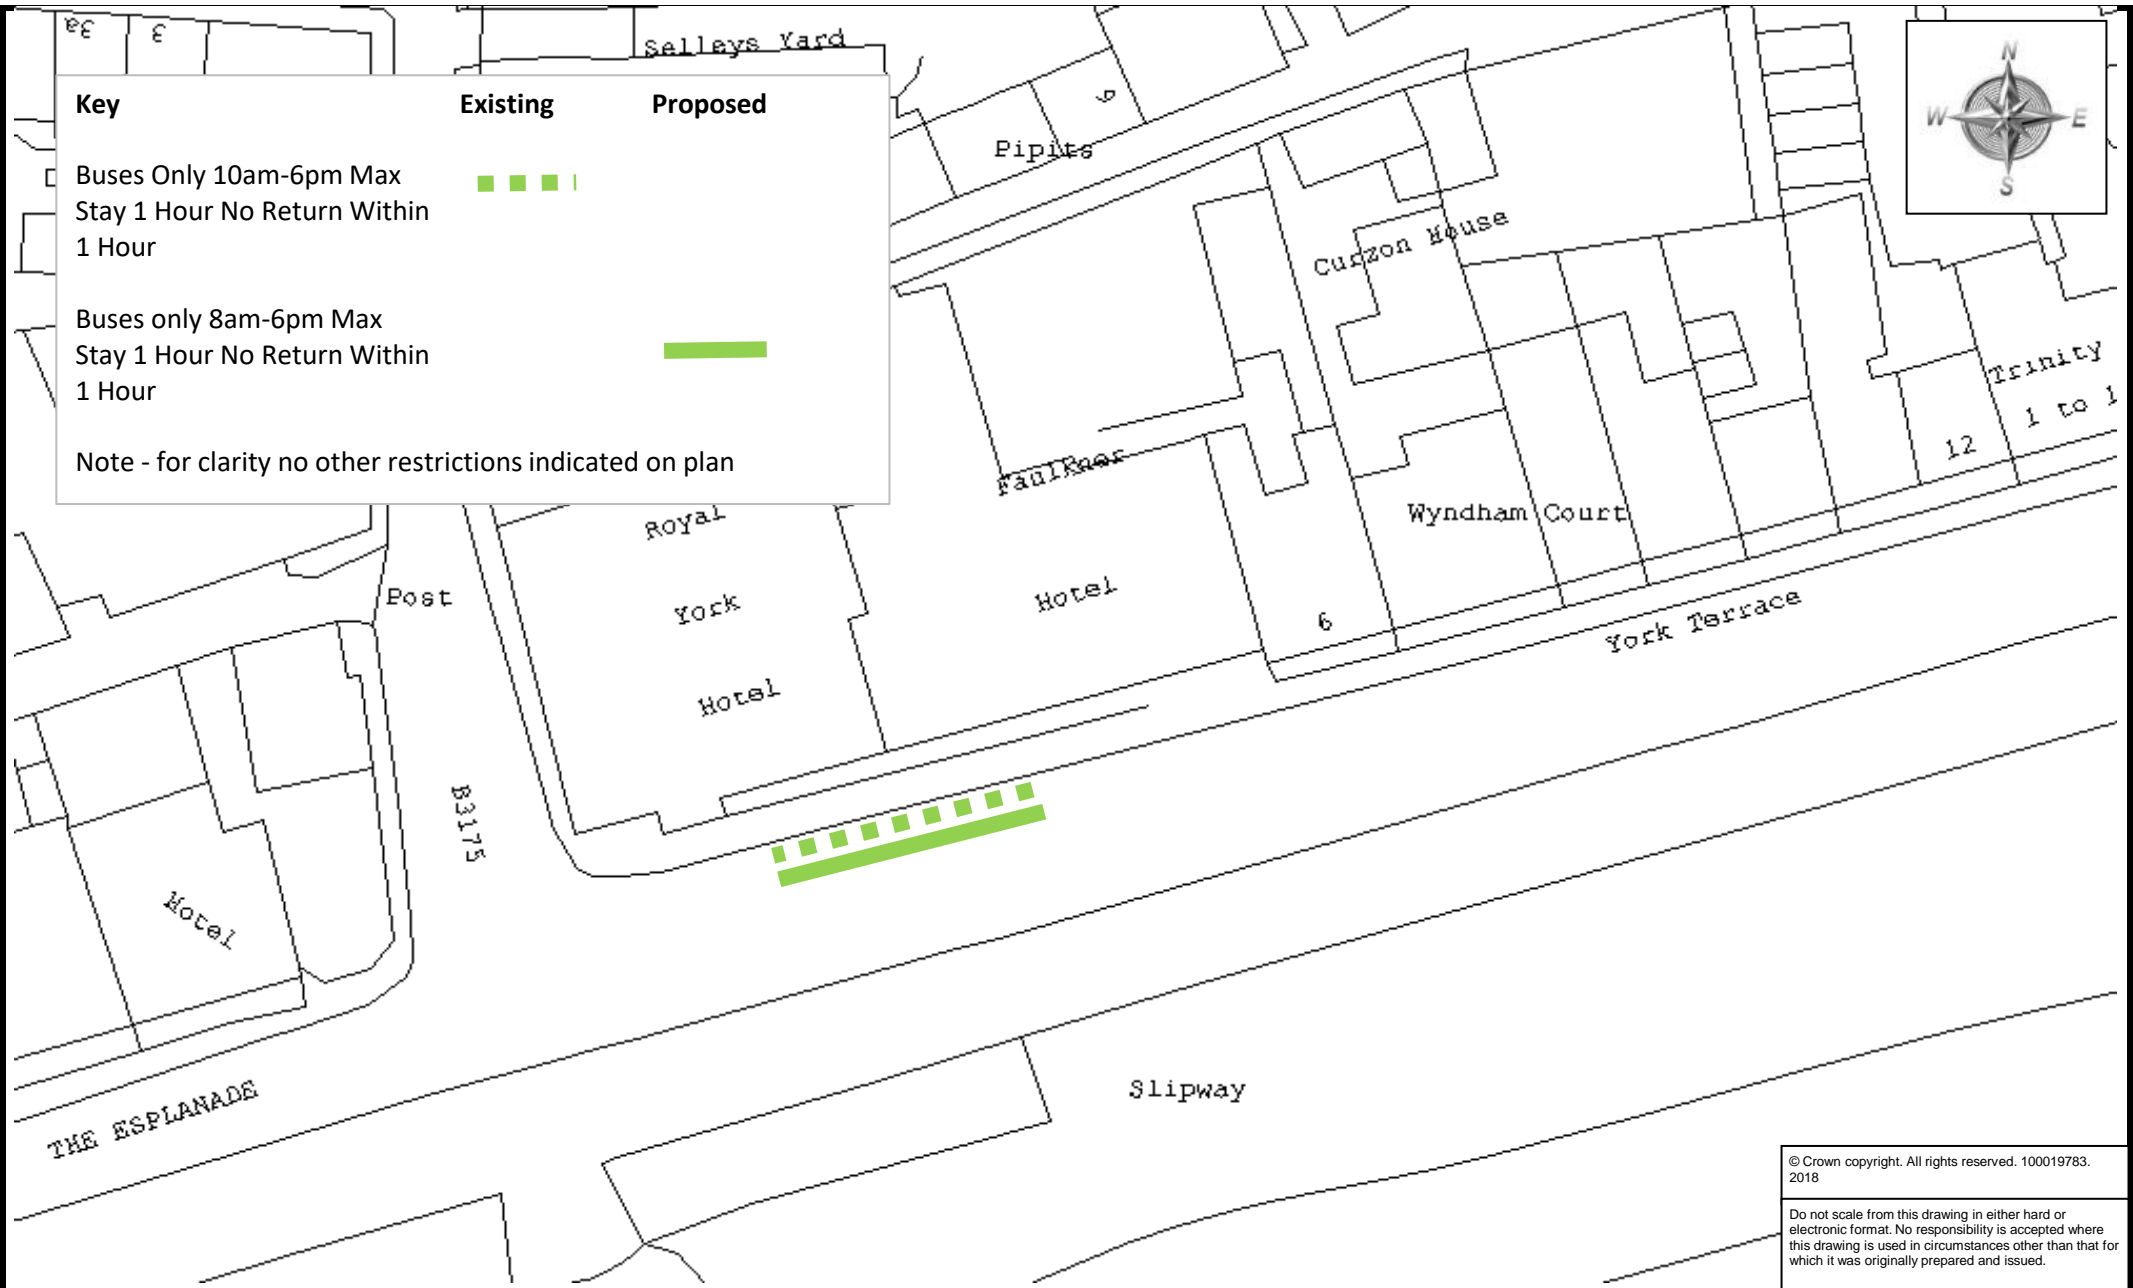 3a
3
Selleys Yard
Key Existing Proposed
Buses Only 10am-6pm Max
Stay 1 Hour No Return Within
1 Hour
Buses only 8am-6pm Max
Stay 1 Hour No Return Within
1 Hour
Note - for clarity no other restrictions indicated on plan
N
W E
S
Pipits
Curzon House
Trinity
1 to 1
12
Faulkner
Hotel
Wyndham Court
6
York Terrace
Royal
York
Hotel
Post
B3175
Hotel
THE ESPLANADE
Slipway
© Crown copyright. All rights reserved. 100019783.
2018
Do not scale from this drawing in either hard or
electronic format. No responsibility is accepted where
this drawing is used in circumstances other than that for
which it was originally prepared and issued.